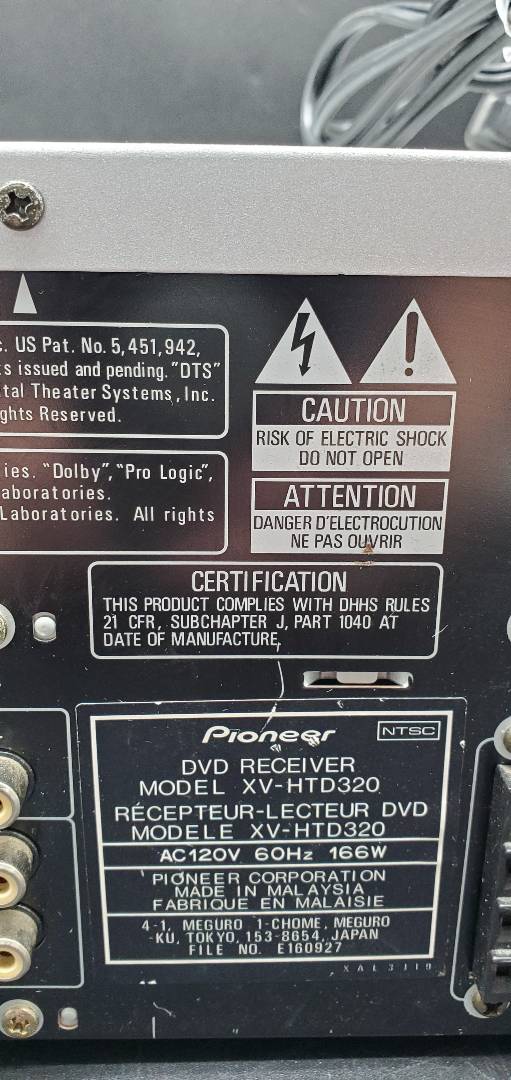 . US Pat. No. 5,451,942,
s issued and pending. "DTS"
tal Theater Systems, Inc.
ghts Reserved.
ies. "Dolby", "Pro Logic",
aboratories.
Laboratories. All rights
CAUTION
RISK OF ELECTRIC SHOCK
DO NOT OPEN
ATTENTION
DANGER D'ELECTROCUTION
NE PAS OUVRIR
CERTIFICATION
THIS PRODUCT COMPLIES WITH DHHS RULES
21 CFR, SUBCHAPTER J, PART 1040 AT
DATE OF MANUFACTURE,
Pioneer NTSC
DVD RECEIVER
MODEL XV-HTD320
RÉCEPTEUR-LECTEUR DVD
MODELE XV-HTD320
AC120V 60Hz 166W
PIONEER CORPORATION
MADE IN MALAYSIA
FABRIQUE EN MALAISIE
4-1, MEGURO 1-CHOME, MEGURO
-KU, TOKYO, 153-8654, JAPAN
FILE NO. E160927
XAL3119